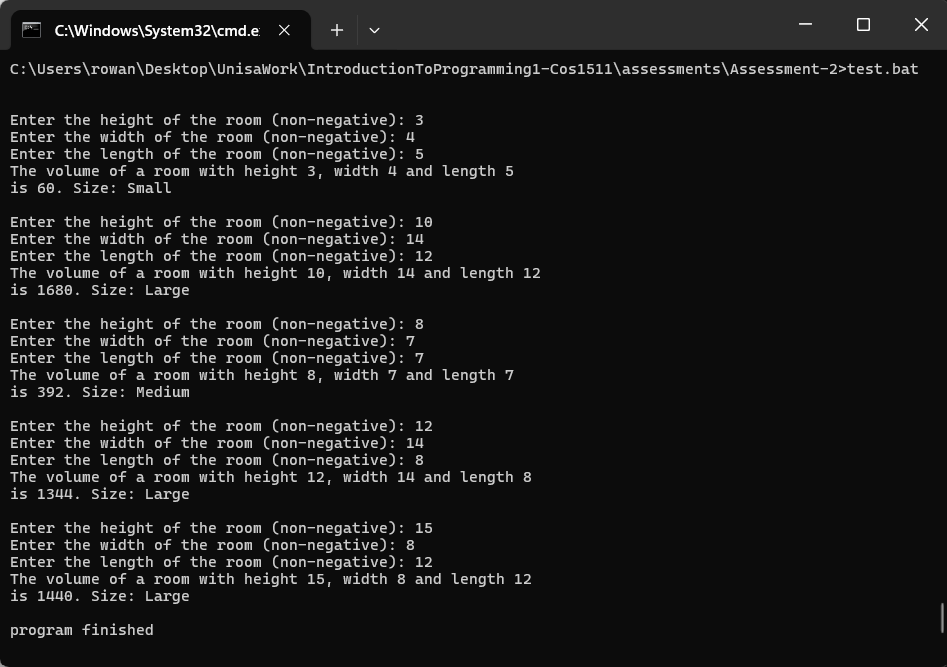 C:\Windows\System32\cmd.e
C:\Users\rowan\Desktop\UnisaWork\IntroductionToProgramming1-Cos1511\assessments\Assessment-2>test.bat
Enter the height of the room (non-negative): 3
Enter the width of the room (non-negative): 4
Enter the length of the room (non-negative): 5
The volume of a room with height 3, width 4 and length 5
is 60. Size: Small
Enter the height of the room (non-negative): 10
Enter the width of the room (non-negative): 14
Enter the length of the room (non-negative): 12
The volume of a room with height 10, width 14 and length 12
is 1680. Size: Large
Enter the height of the room (non-negative): 8
Enter the width of the room (non-negative): 7
Enter the length of the room (non-negative): 7
The volume of a room with height 8, width 7 and length 7
is 392. Size: Medium
Enter the height of the room (non-negative): 12
Enter the width of the room (non-negative): 14
Enter the length of the room (non-negative): 8
The volume of a room with height 12, width 14 and length 8
is 1344. Size: Large
Enter the height of the room (non-negative): 15
Enter the width of the room (non-negative): 8
Enter the length of the room (non-negative): 12
The volume of a room with height 15, width 8 and length 12
is 1440. Size: Large
program finished